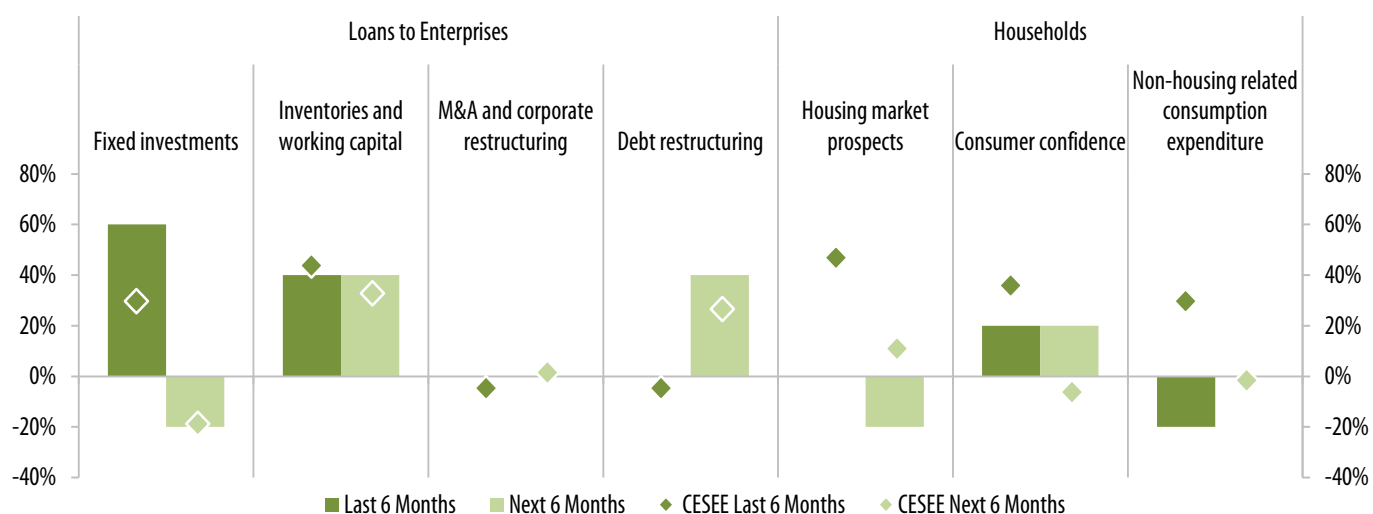 Loans to Enterprises
Households
Fixed investments
Inventories and
working capital
M&A and corporate
restructuring
Debt restructuring
Housing market
prospects
Consumer confidence
Non-housing related
consumption
expenditure
80%
60%
40%
20%
0%
-20%
-40%
80%
60%
40%
20%
0%
-20%
-40%
Last 6 Months
Next 6 Months
CESEE Last 6 Months
CESEE Next 6 Months